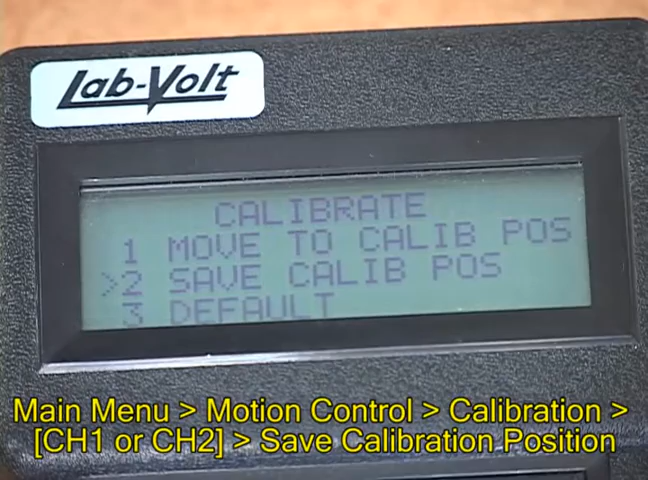 Lab-Volt
CALIBRATE
1 MOVE TO CALIB POS
>2 SAVE CALIB POS
3 DEFAULT
Main Menu > Motion Control > Calibration >
[CH1 or CH2] > Save Calibration Position